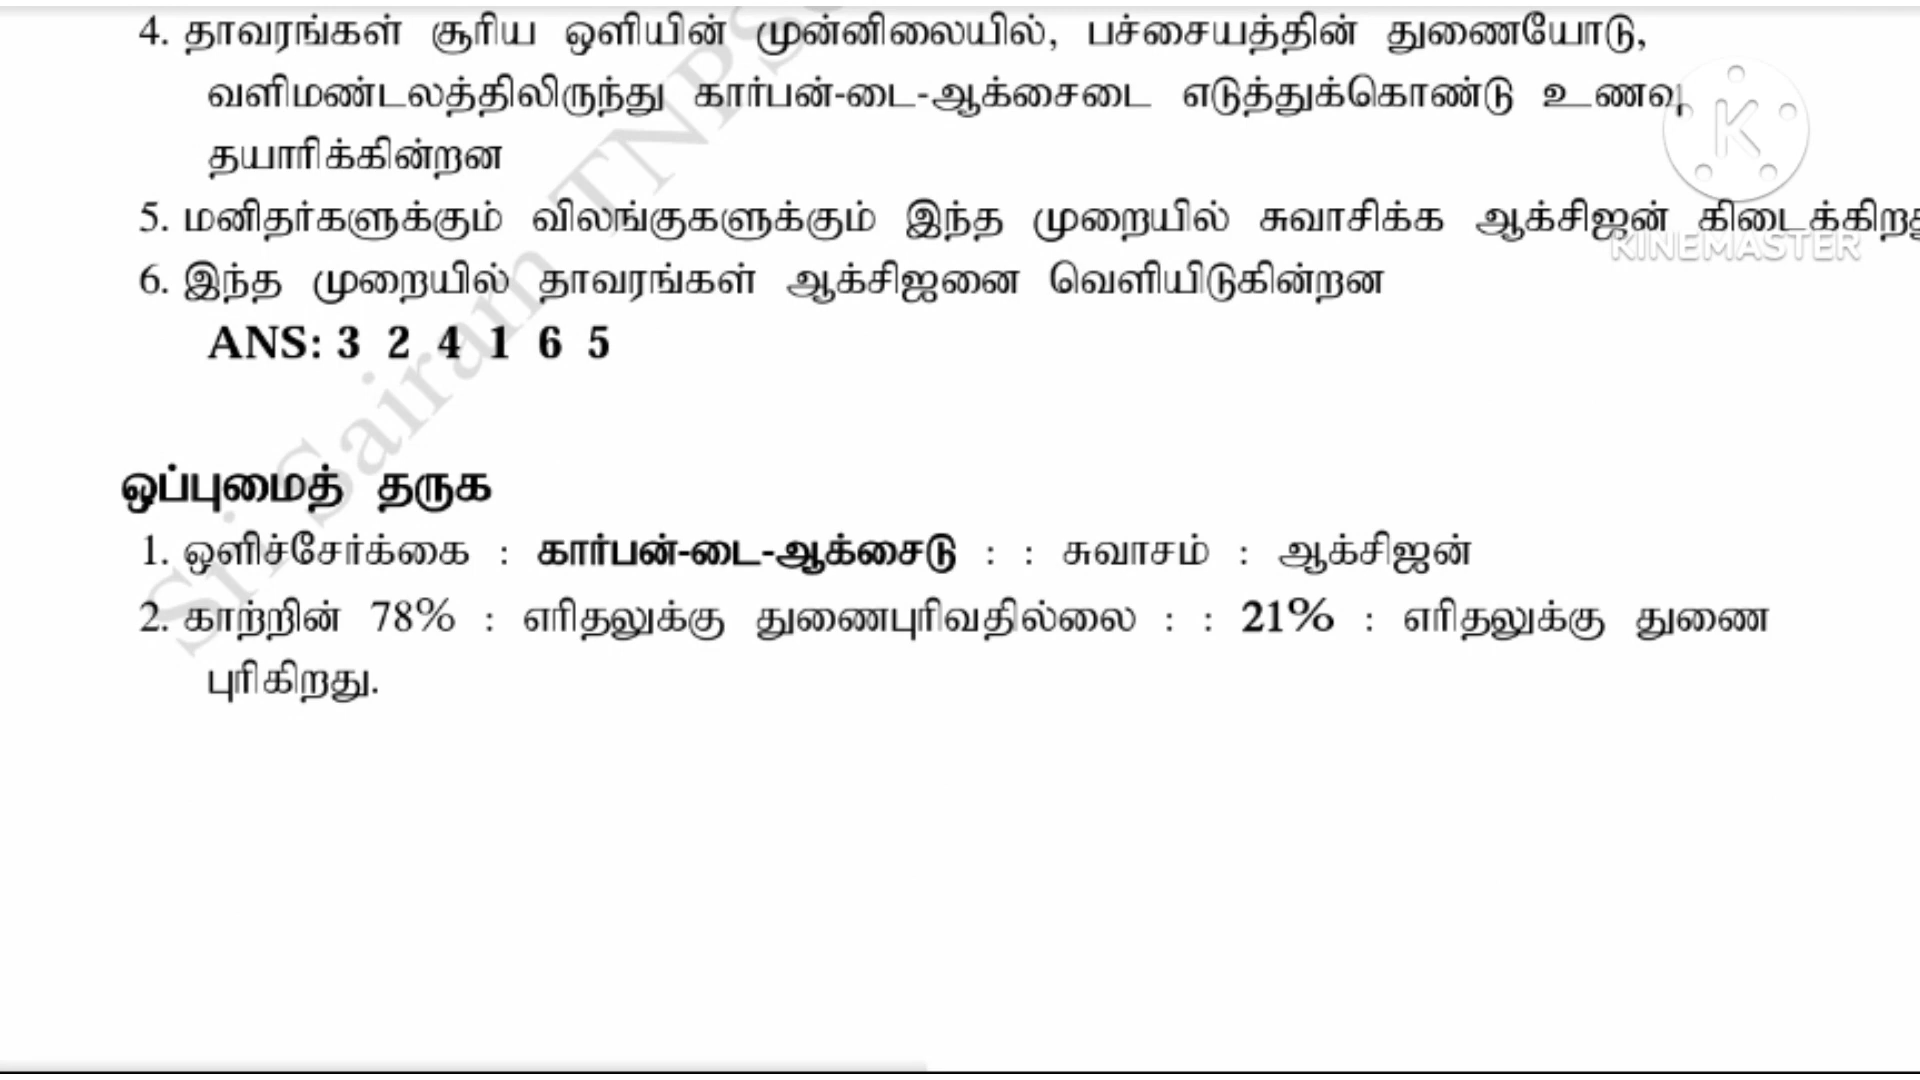 4. தாவரங்கள் சூரிய ஒளியின் முன்னிலையில், பச்சையத்தின் துணையோடு,
வளிமண்டலத்திலிருந்து கார்பன்-டை-ஆக்சைடை எடுத்துக்கொண்டு உணவு
தயாரிக்கின்றன
5. மனிதர்களுக்கும் விலங்குகளுக்கும் இந்த முறையில் சுவாசிக்க ஆக்சிஜன்
KINEMASTER
6. இந்த முறையில் தாவரங்கள் ஆக்சிஜனை வெளியிடுகின்றன
ANS: 3 2 4 1 6 5
ஒப்புமைத் தருக
1. ஒளிச்சேர்க்கை : கார்பன்-டை-ஆக்சைடு : : சுவாசம் : ஆக்சிஜன்
2. காற்றின் 78% : எரிதலுக்கு துணைபுரிவதில்லை : : 21% : எரிதலுக்கு துணை
புரிகிறது.
Sri Sairam